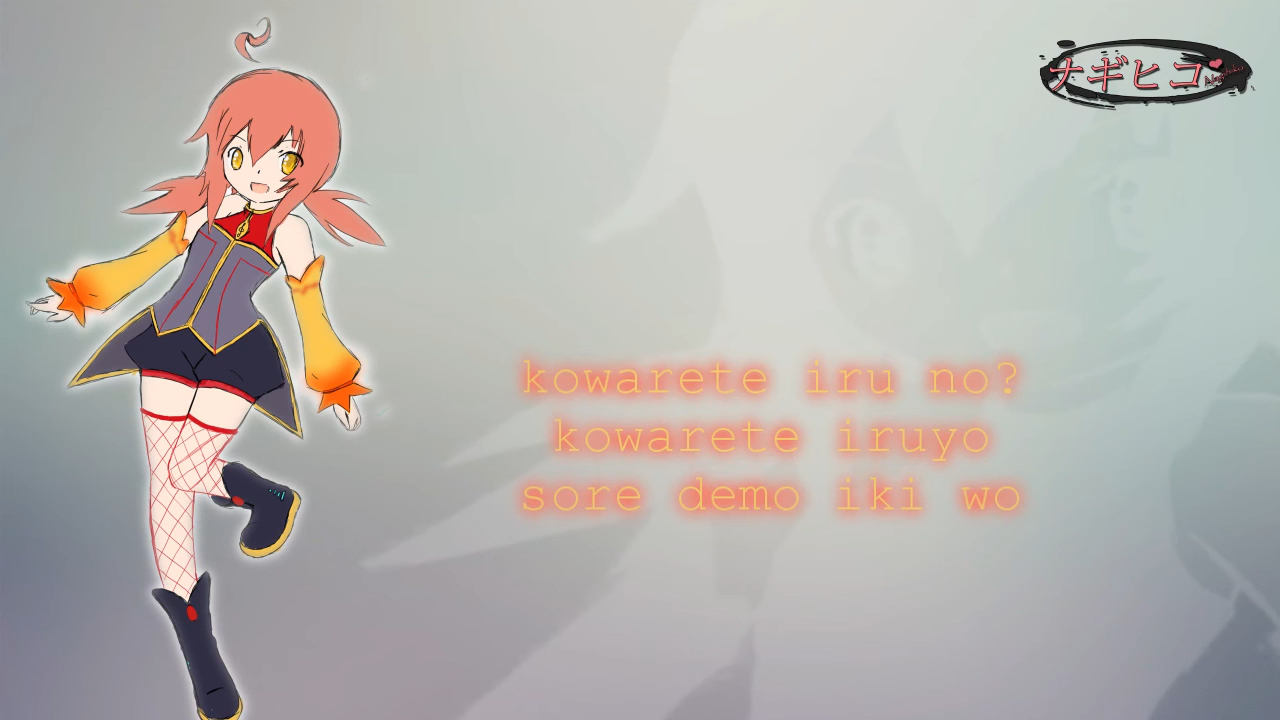 ナギヒコ
kowarete iru no?
kowarete iruyo
sore demo iki wo